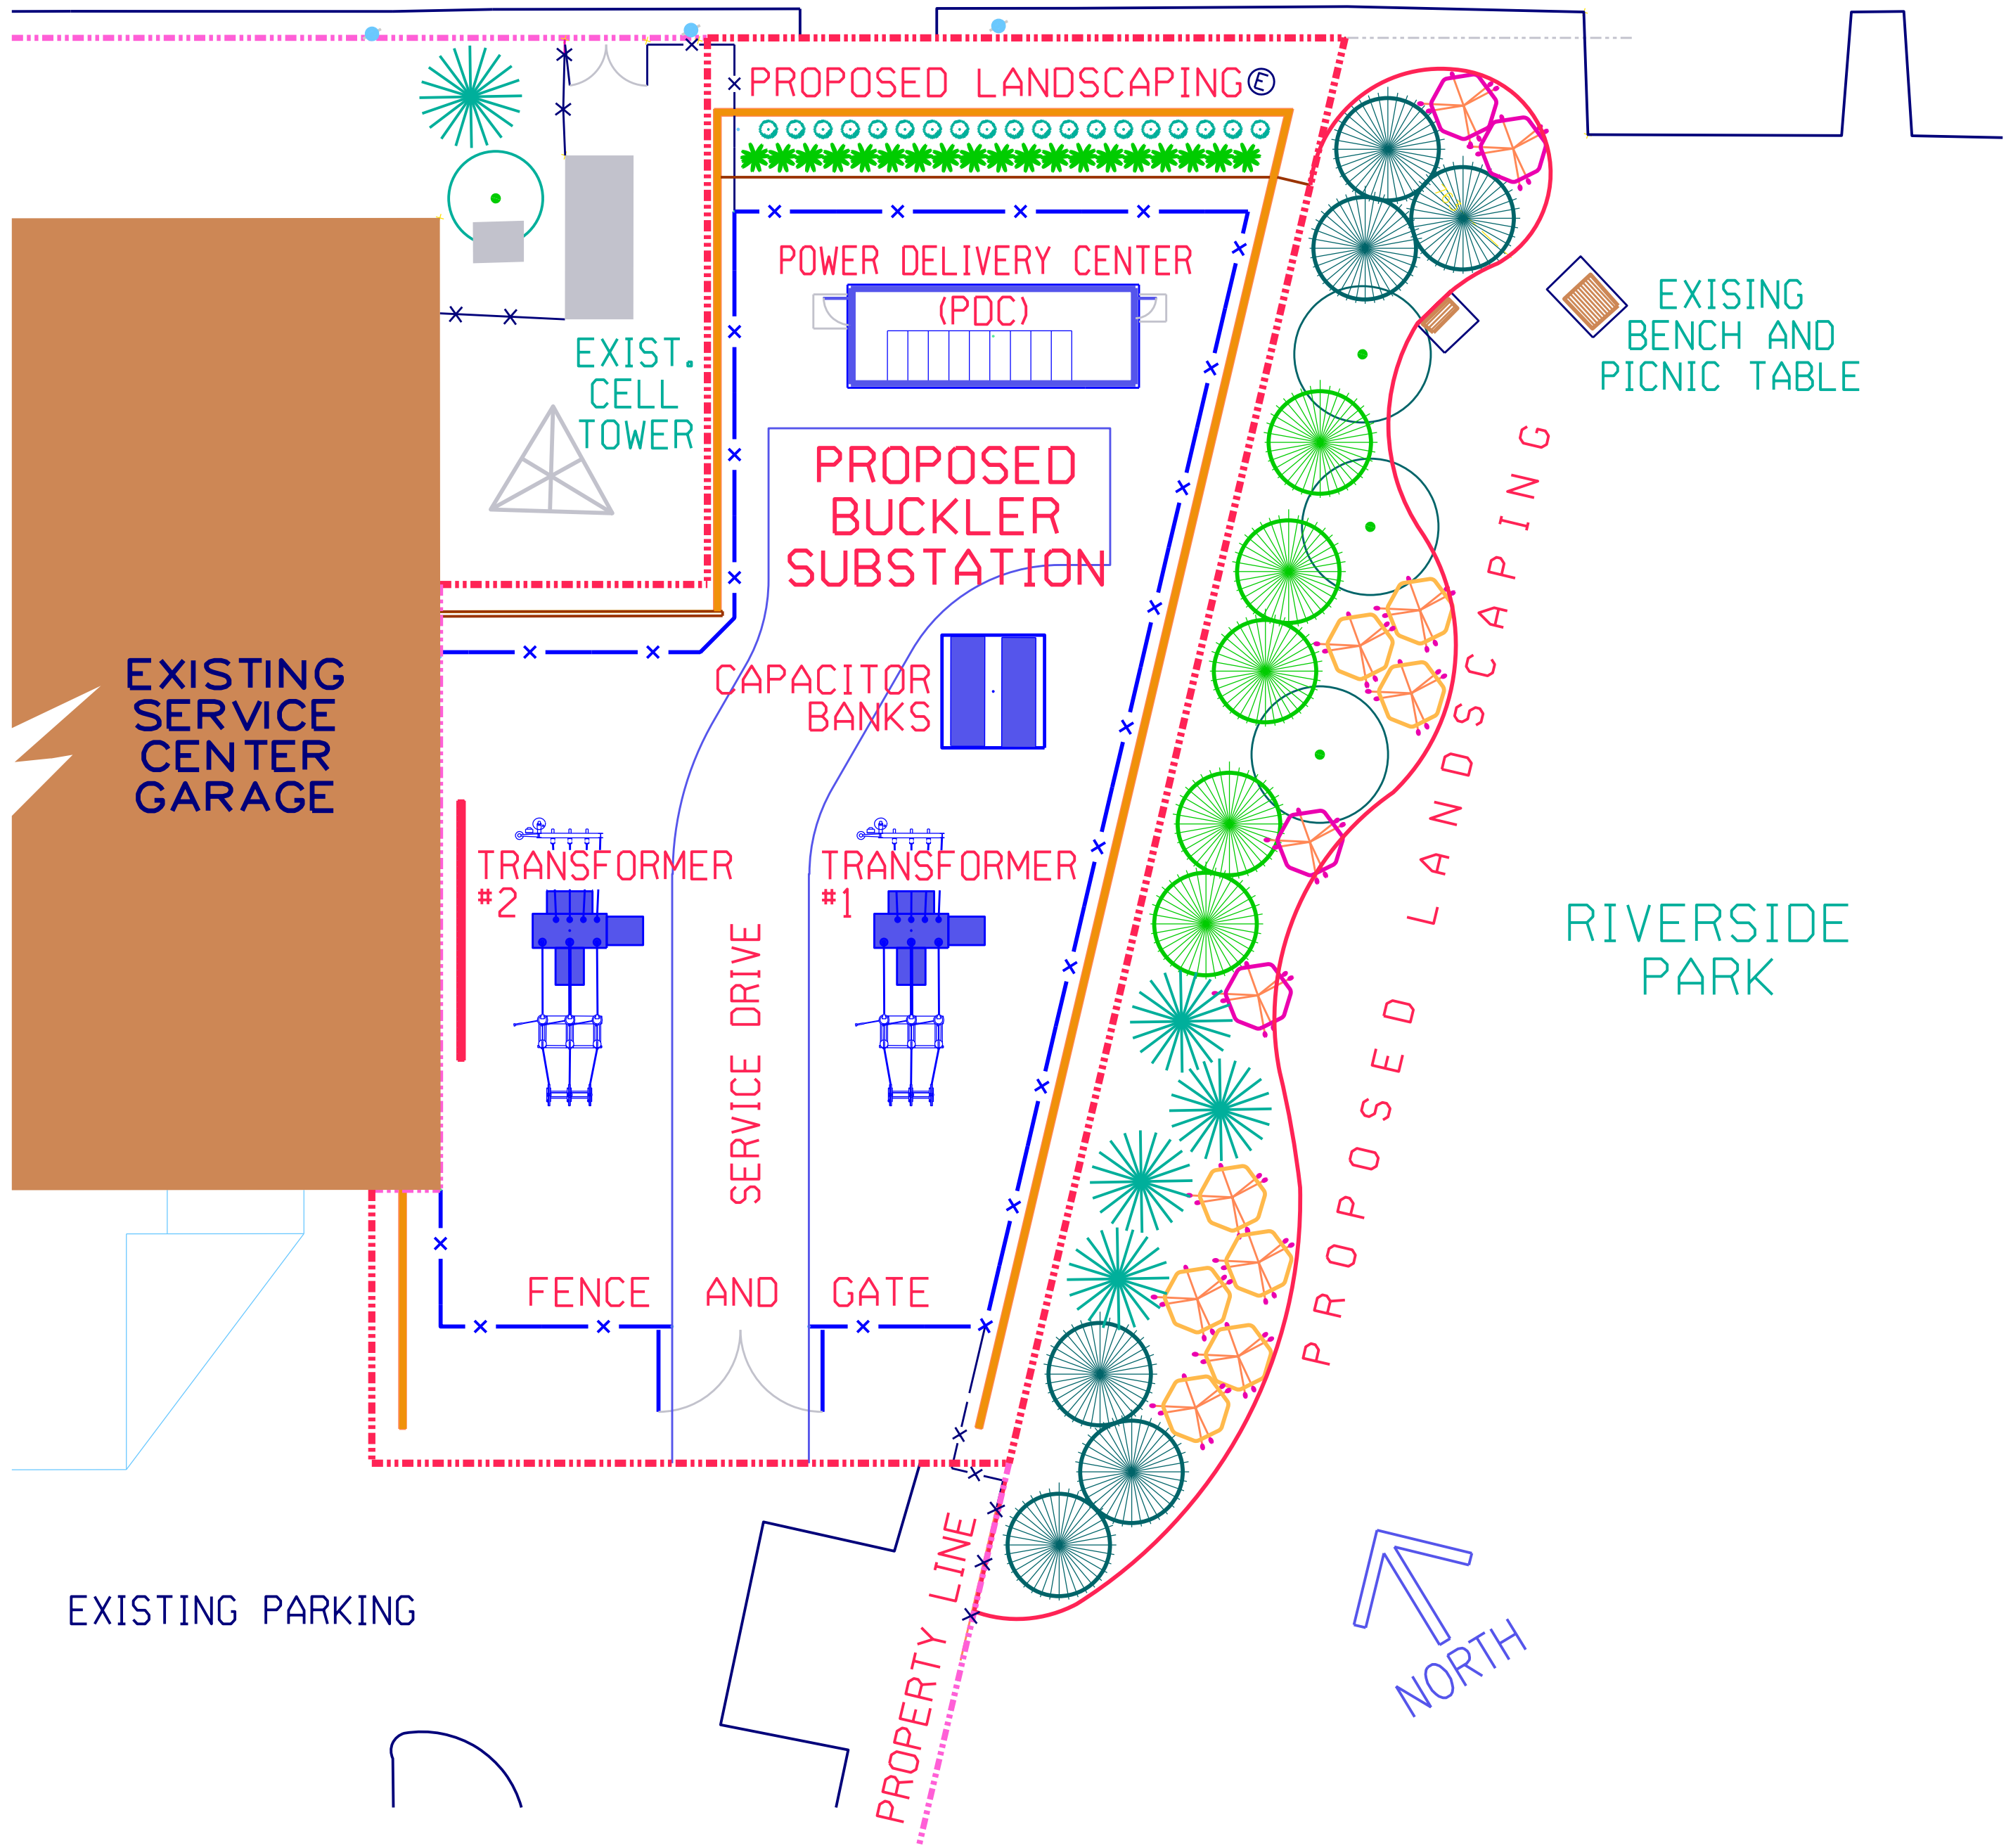 PROPOSED LANDSCAPING Ⓔ
POWER DELIVERY CENTER
(PDC)
EXISING
BENCH AND
PICNIC TABLE
EXIST.
CELL
TOWER
PROPOSED
BUCKLER
SUBSTATION
EXISTING
SERVICE
CENTER
GARAGE
CAPACITOR
BANKS
TRANSFORMER
#2
TRANSFORMER
#1
SERVICE DRIVE
PROPOSED LANDSCAPING
RIVERSIDE
PARK
FENCE AND GATE
PROPERTY LINE
EXISTING PARKING
NORTH